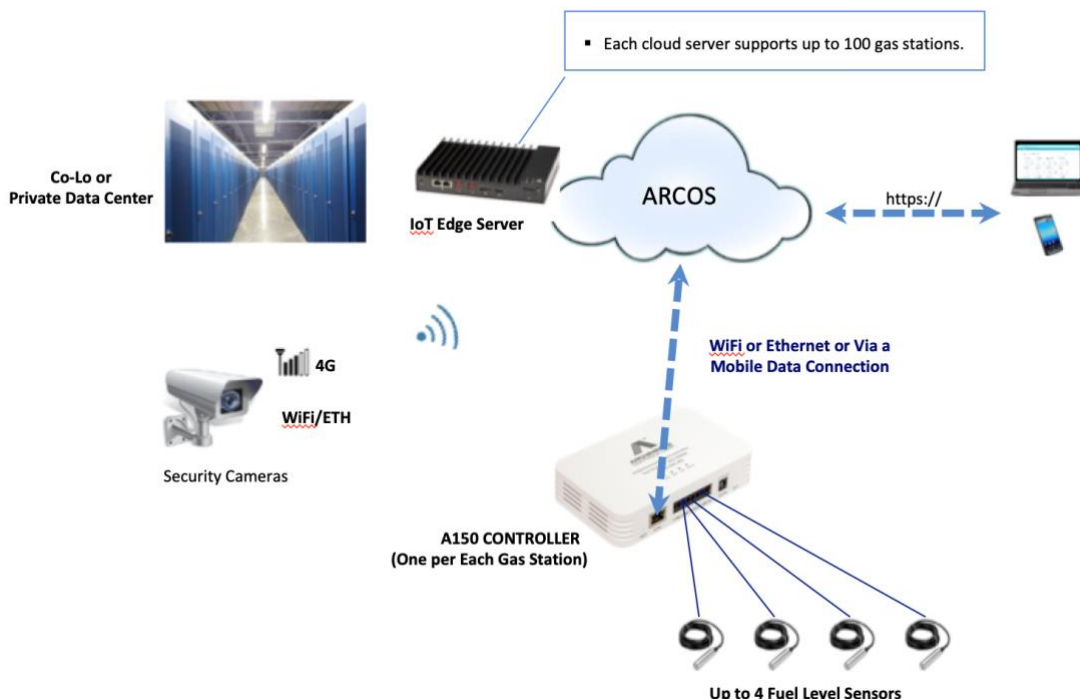 ▪ Each cloud server supports up to 100 gas stations.
Co-Lo or
Private Data Center
IoT Edge Server
ARCOS
https://
WiFi or Ethernet or Via a
Mobile Data Connection
4G
WiFi/ETH
Security Cameras
A150 CONTROLLER
(One per Each Gas Station)
Up to 4 Fuel Level Sensors